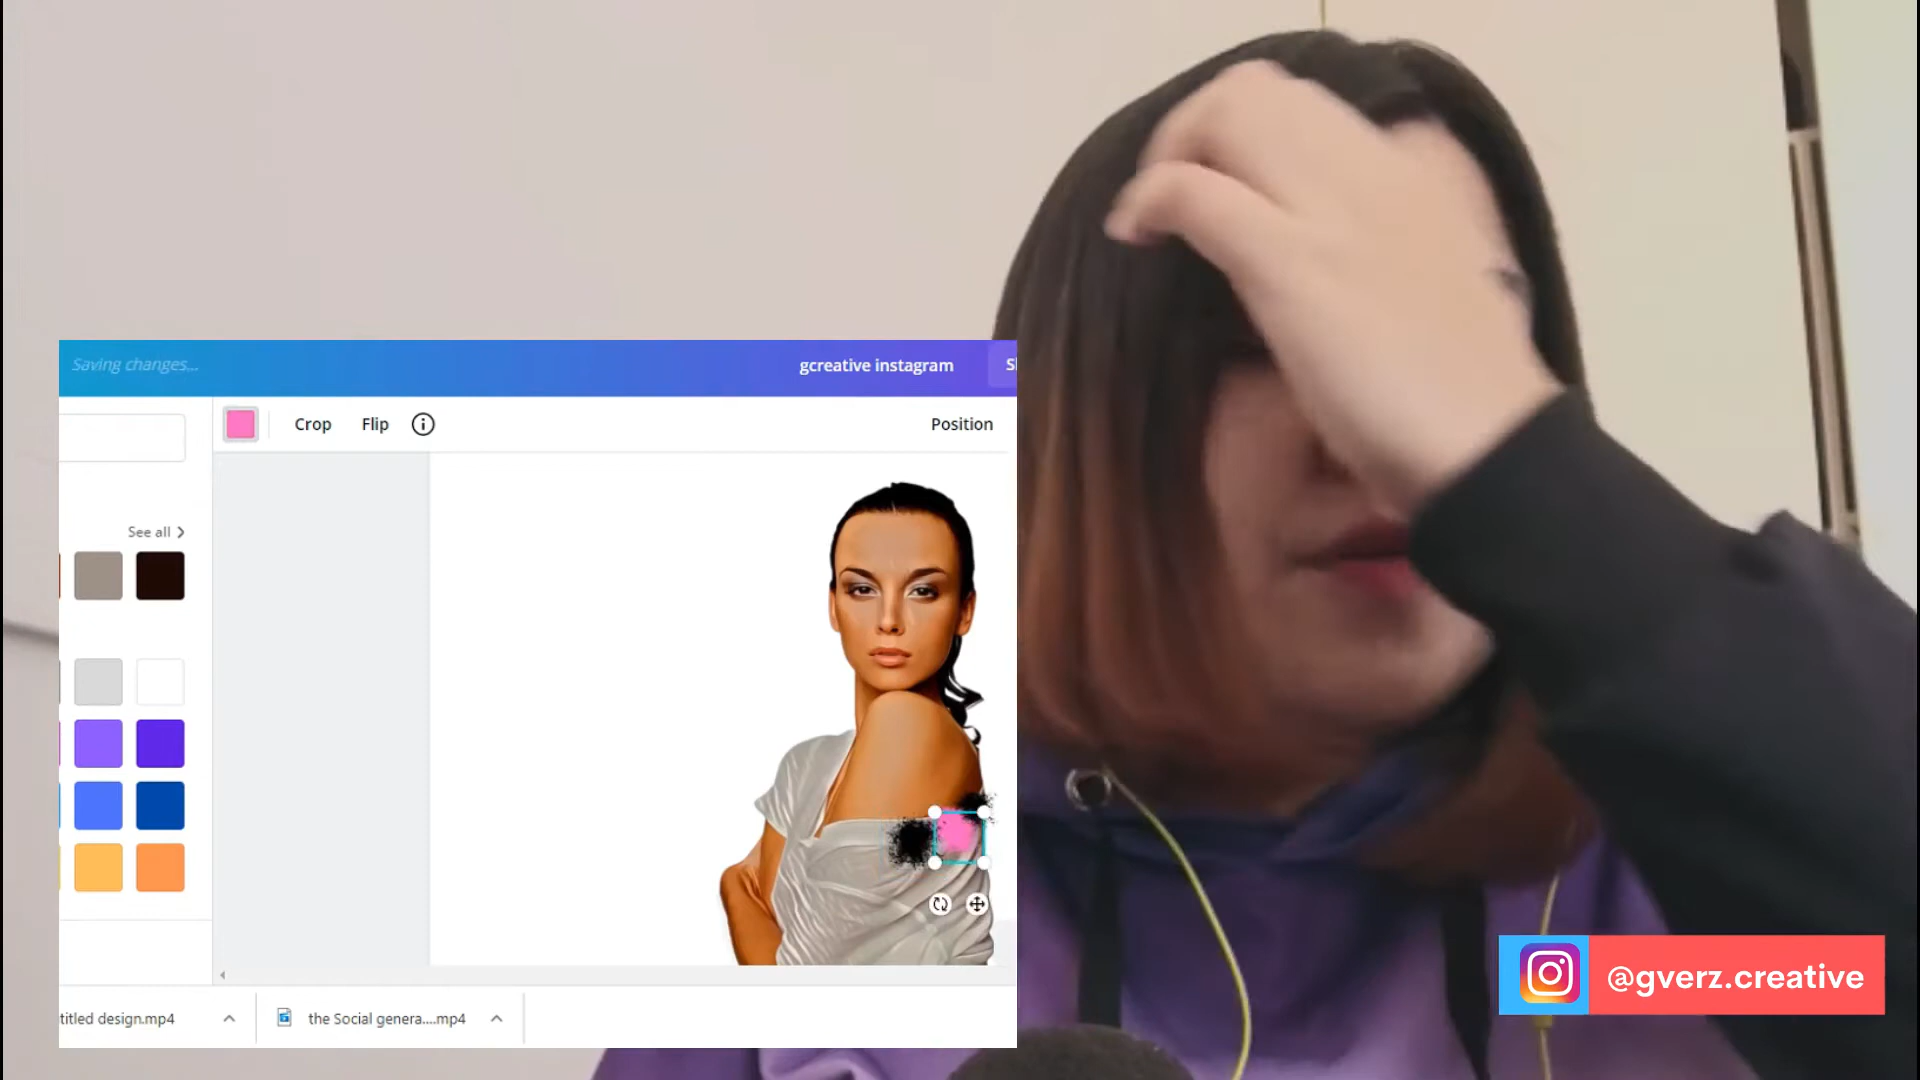 Saving changes...
gcreative instagram
Crop
Flip
Position
See all
titled design.mp4
the Social genera....mp4
@gverz.creative